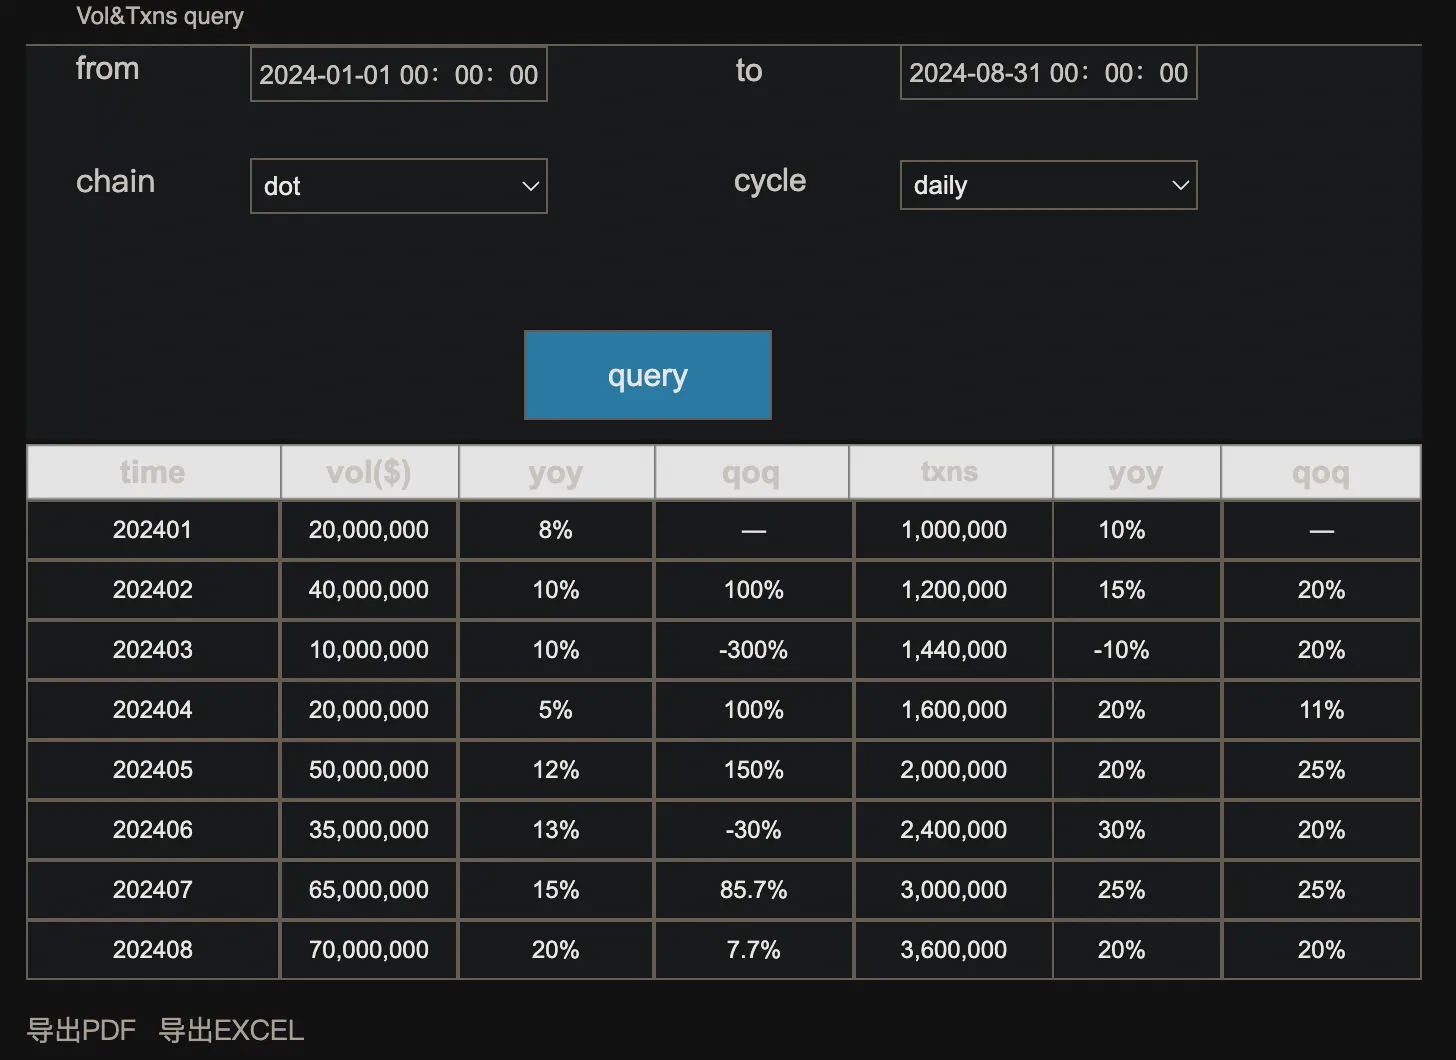 Vol&Txns query
from 2024-01-01 00：00：00 to 2024-08-31 00：00：00
chain dot cycle daily
query
time vol($) yoy qoq txns yoy qoq
202401 20,000,000 8% — 1,000,000 10% —
202402 40,000,000 10% 100% 1,200,000 15% 20%
202403 10,000,000 10% -300% 1,440,000 -10% 20%
202404 20,000,000 5% 100% 1,600,000 20% 11%
202405 50,000,000 12% 150% 2,000,000 20% 25%
202406 35,000,000 13% -30% 2,400,000 30% 20%
202407 65,000,000 15% 85.7% 3,000,000 25% 25%
202408 70,000,000 20% 7.7% 3,600,000 20% 20%
导出PDF 导出EXCEL